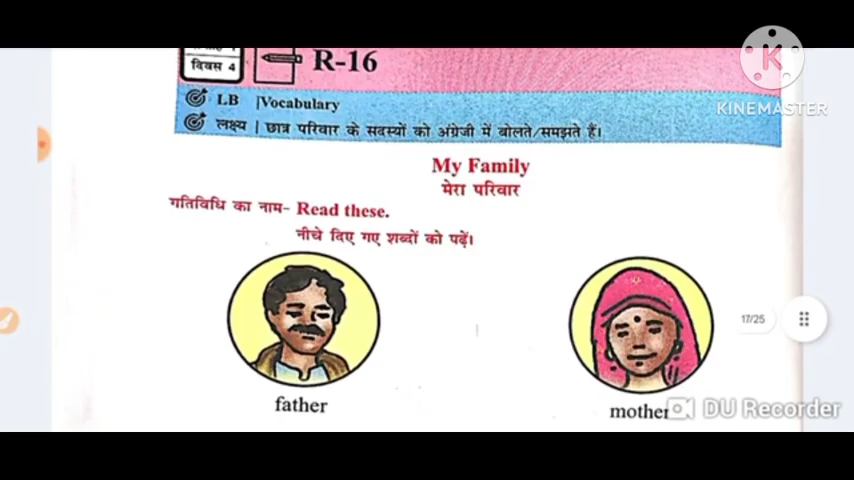 दिवस 4
R-16
LB | Vocabulary
लक्ष्य | छात्र परिवार के सदस्यों को अंग्रेजी में बोलते/समझते हैं।
My Family
मेरा परिवार
गतिविधि का नाम- Read these.
नीचे दिए गए शब्दों को पढ़ें।
father
mother
17/25
K
KINEMASTER
DU Recorder